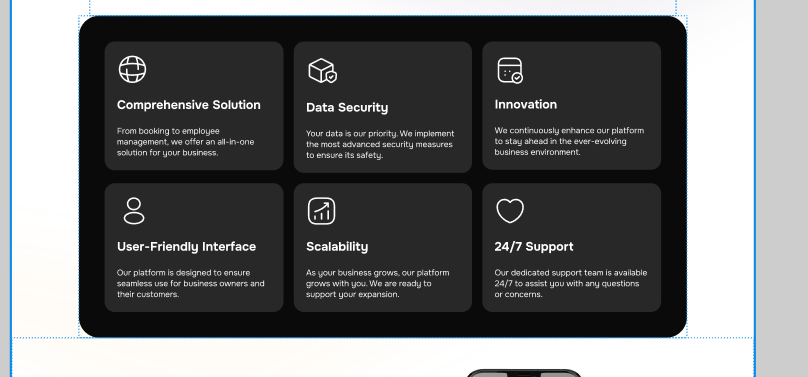 Comprehensive Solution
From booking to employee
management, we offer an all-in-one
solution for your business.
Data Security
Your data is our priority. We implement
the most advanced security measures
to ensure its safety.
Innovation
We continuously enhance our platform
to stay ahead in the ever-evolving
business environment.
User-Friendly Interface
Our platform is designed to ensure
seamless use for business owners and
their customers.
Scalability
As your business grows, our platform
grows with you. We are ready to
support your expansion.
24/7 Support
Our dedicated support team is available
24/7 to assist you with any questions
or concerns.